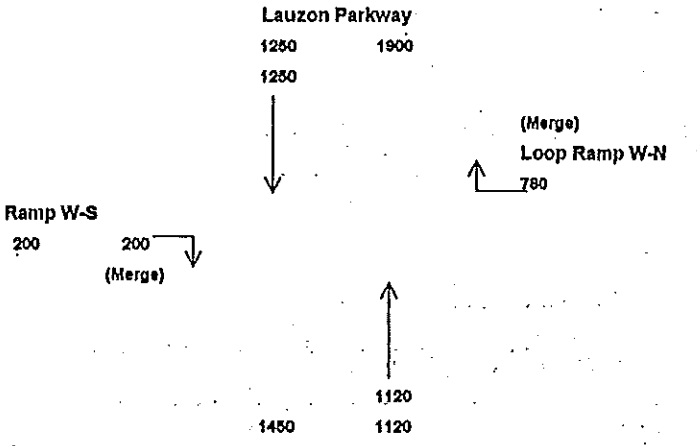 Lauzon Parkway
1250 1900
1250
(Merge)
Loop Ramp W-N
780
Ramp W-S
200 200
(Merge)
1120
1450 1120